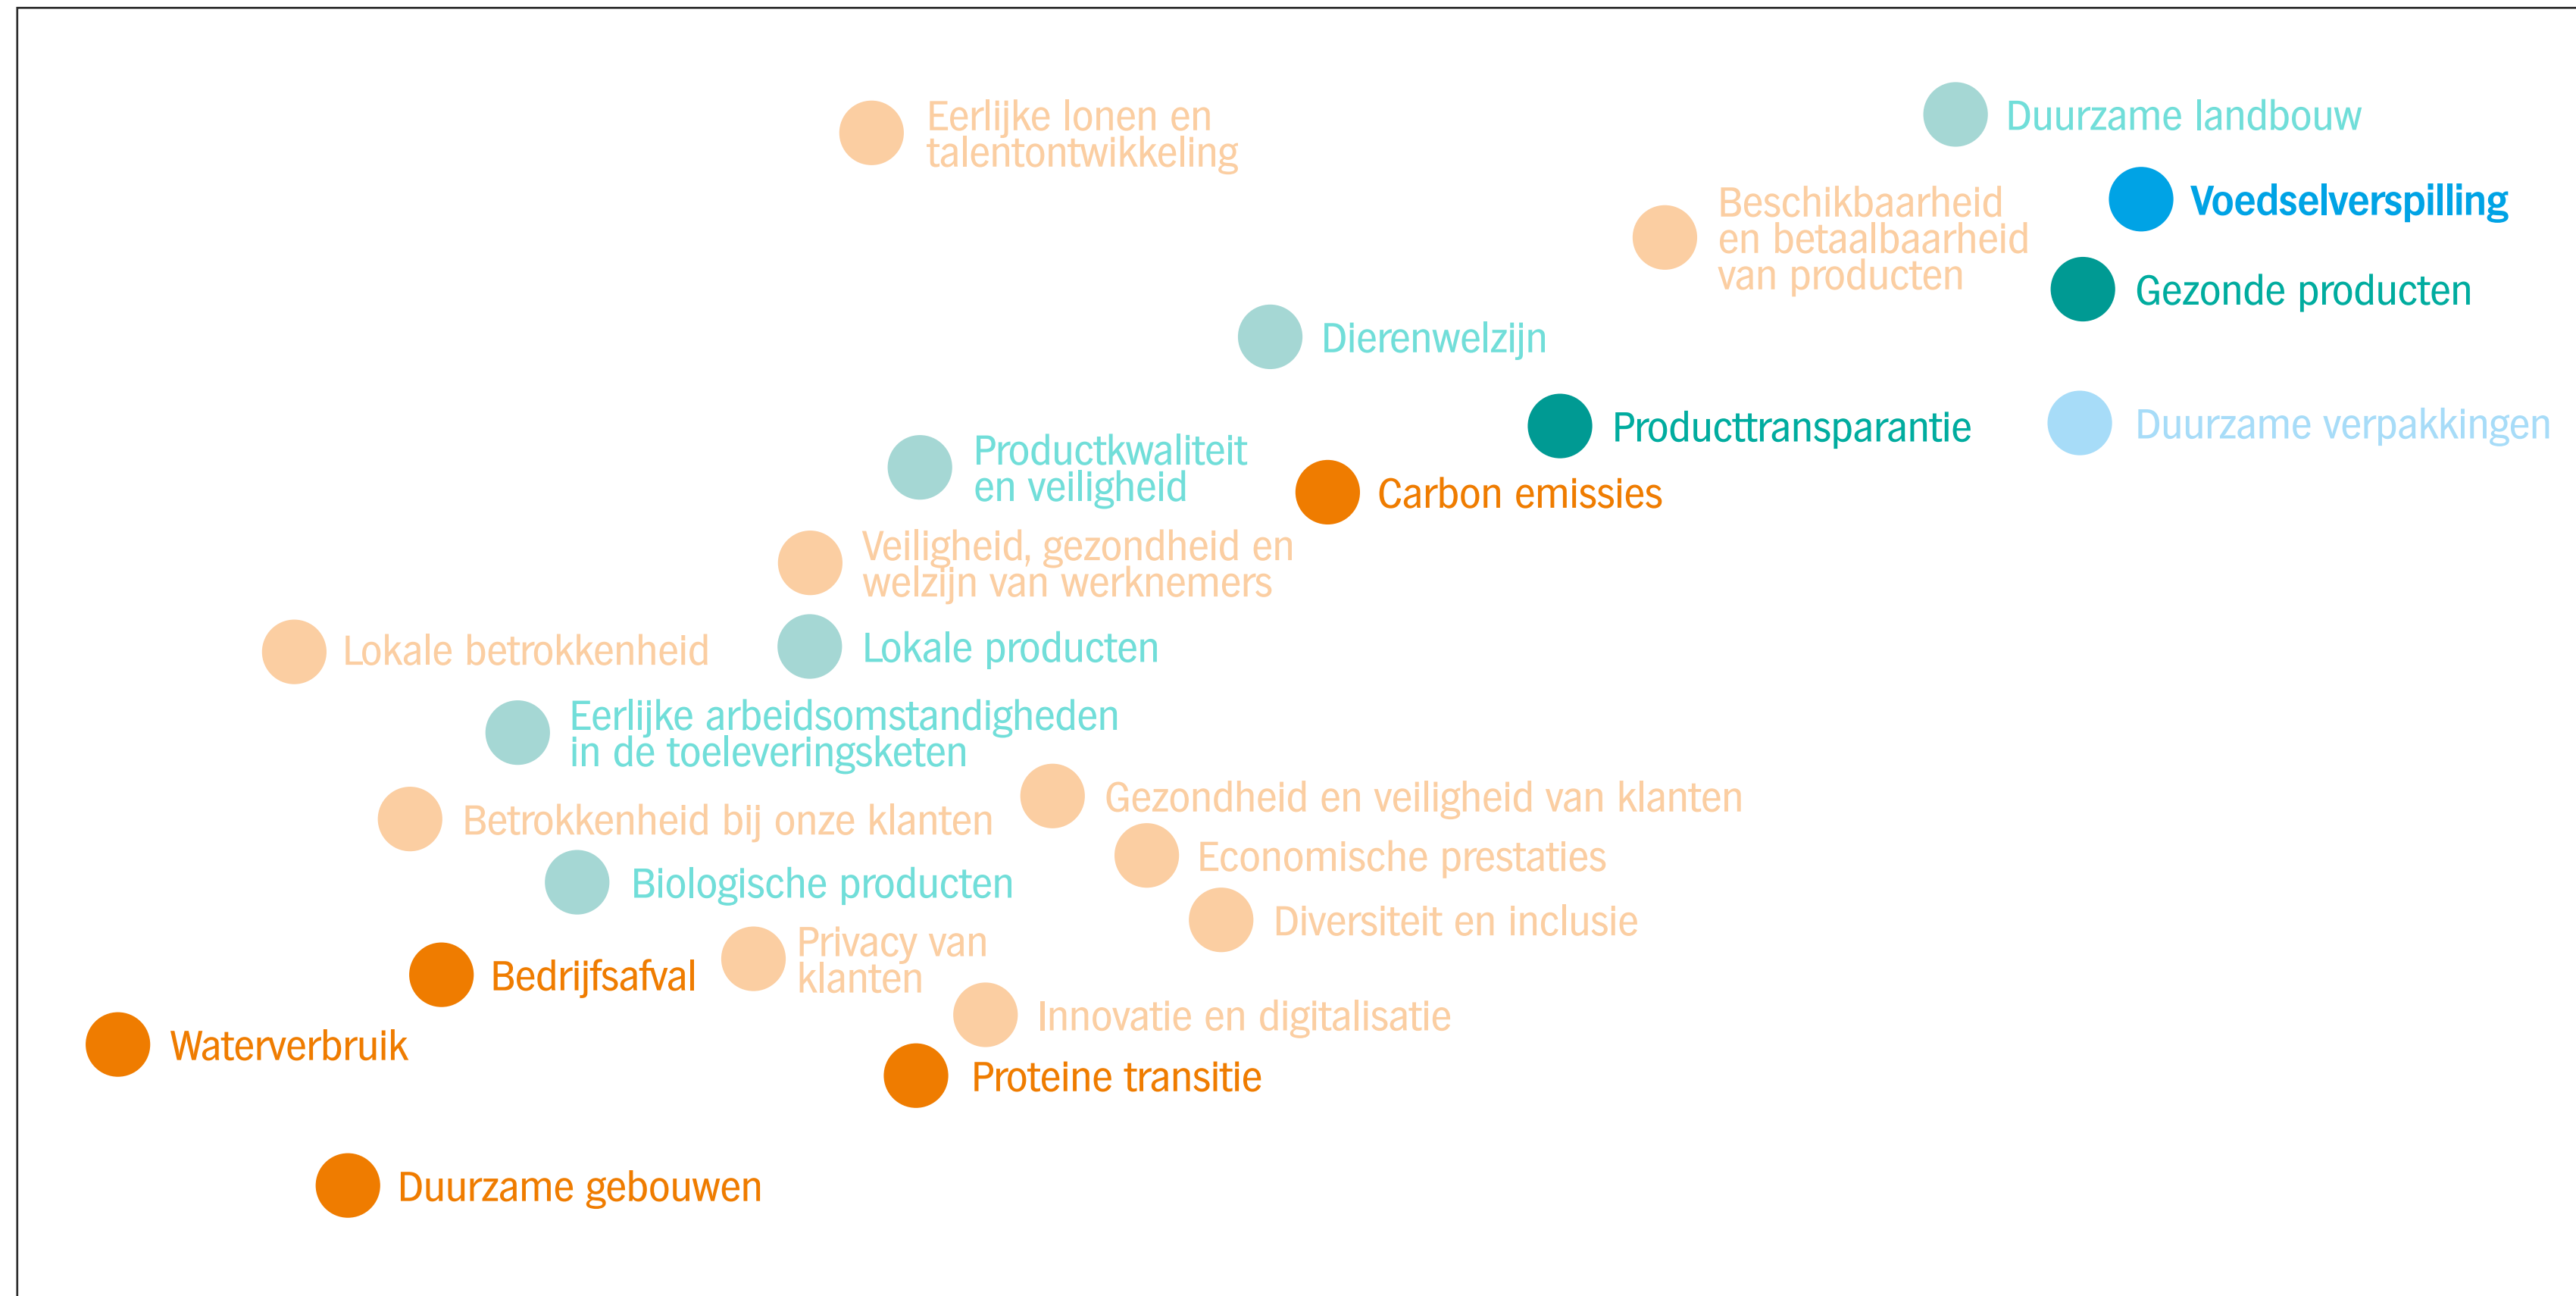 Eerlijke lonen en
talentontwikkeling
Duurzame landbouw
Voedselverspilling
Beschikbaarheid
en betaalbaarheid
van producten
Gezonde producten
Dierenwelzijn
Producttransparantie
Duurzame verpakkingen
Productkwaliteit
en veiligheid
Carbon emissies
Veiligheid, gezondheid en
welzijn van werknemers
Lokale betrokkenheid
Lokale producten
Eerlijke arbeidsomstandigheden
in de toeleveringsketen
Gezondheid en veiligheid van klanten
Betrokkenheid bij onze klanten
Economische prestaties
Biologische producten
Diversiteit en inclusie
Privacy van
klanten
Bedrijfsafval
Innovatie en digitalisatie
Waterverbruik
Proteine transitie
Duurzame gebouwen